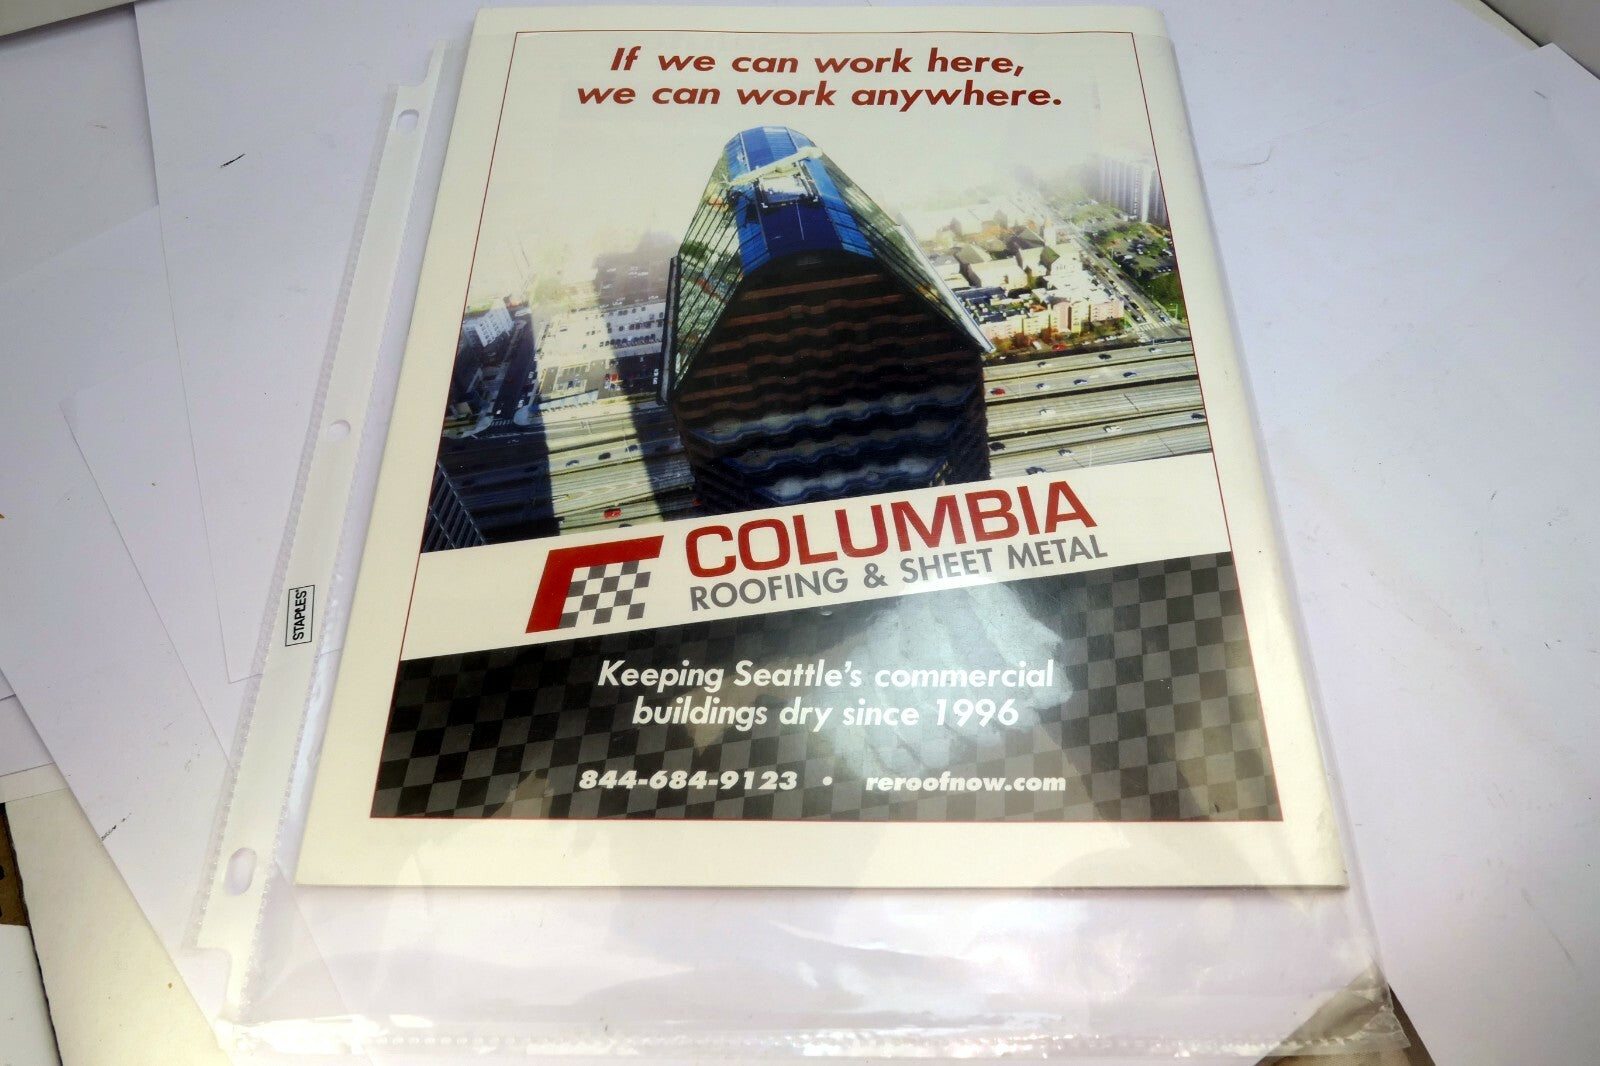 If we can work here,
we can work anywhere.
COLUMBIA
ROOFING & SHEET METAL
Keeping Seattle's commercial
buildings dry since 1996
844-684-9123 • reroofnow.com
STAPLES